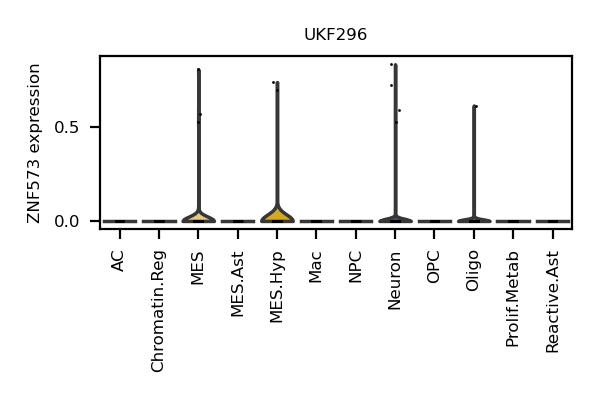 UKF296
ZNF573 expression
0.5
0.0
AC
Chromatin.Reg
MES
MES.Ast
MES.Hyp
Mac
NPC
Neuron
OPC
Oligo
Prolif.Metab
Reactive.Ast